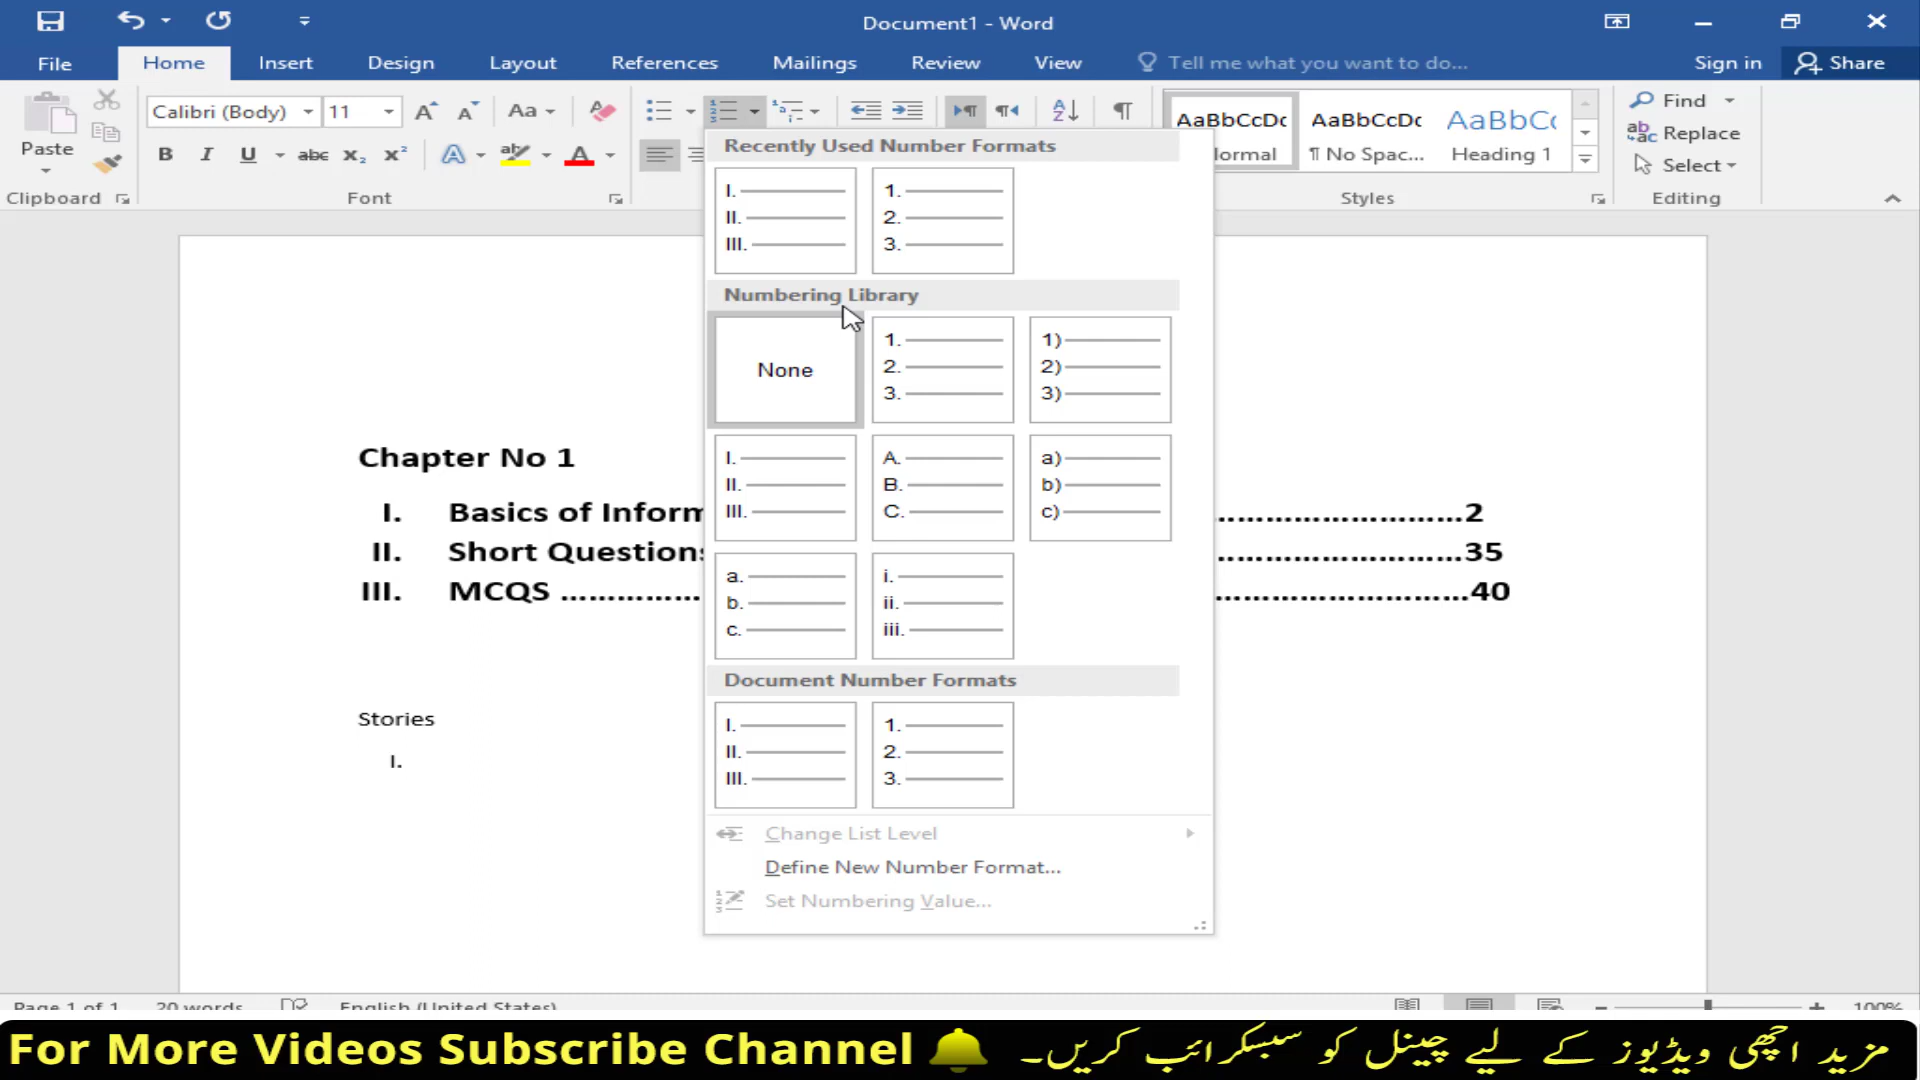 Document1 - Word
File Home Insert Design Layout References Mailings Review View Tell me what you want to do... Sign in Share
Calibri (Body) 11 Aa
Paste
B I U abc x₂ x² A A
Clipboard Font Styles Editing
AaBbCcDc AaBbCcDc AaBbCc
ormal ¶ No Spac... Heading 1
Find
Replace
Select
Recently Used Number Formats
I. 1.
II. 2.
III. 3.
Numbering Library
None 1. 1)
2. 2)
3. 3)
I. A. a)
II. B. b)
III. C. c)
a. i.
b. ii.
c. iii.
Document Number Formats
I. 1.
II. 2.
III. 3.
Change List Level
Define New Number Format...
Set Numbering Value...
Chapter No 1
I. Basics of Inform ................................2
II. Short Questions ................................35
III. MCQS ................................40
Stories
I.
Page 1 of 1 20 words English (United States) 100%
For More Videos Subscribe Channel 🔔 مزید اچھی ویڈیوز کے لیے چینل کو سبسکرائب کریں۔